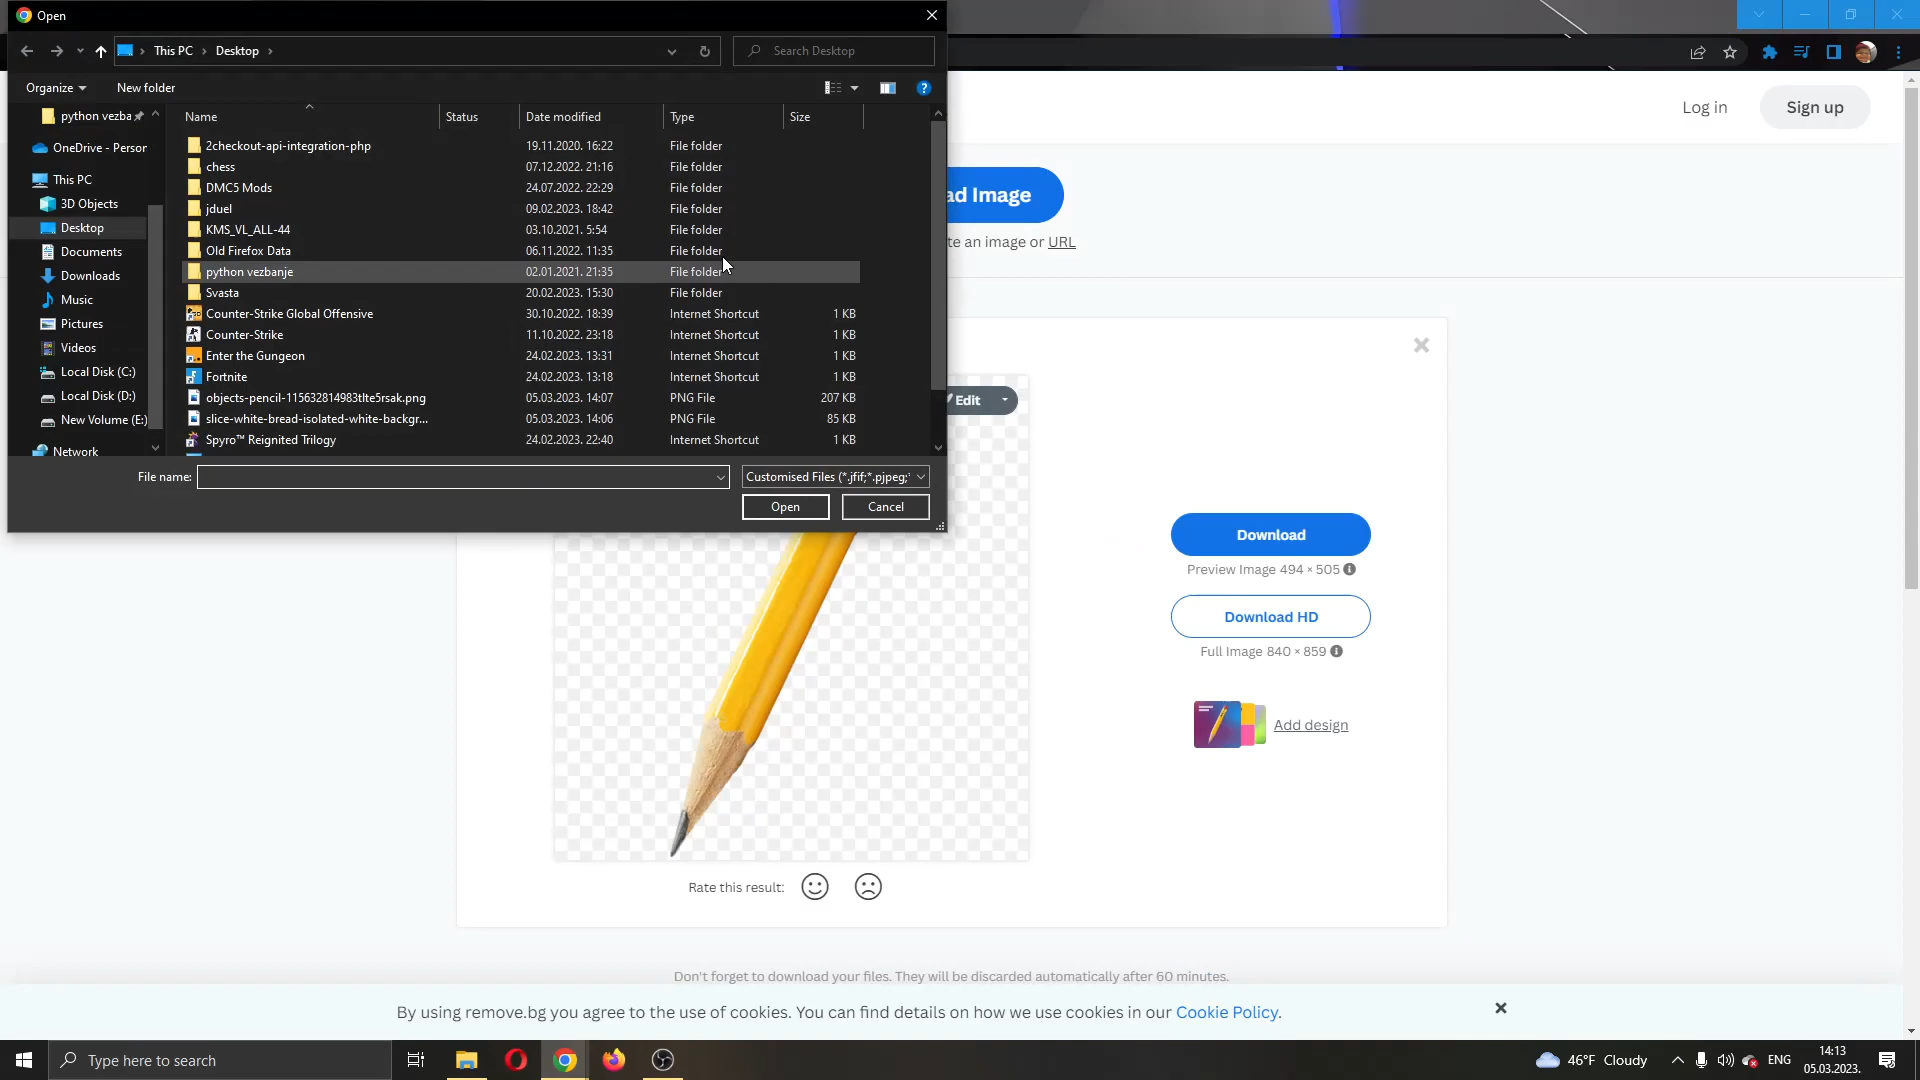 Open
This PC
Desktop
Search Desktop
Organize
New folder
python vezba
OneDrive - Person
This PC
3D Objects
Desktop
Documents
Downloads
Music
Pictures
Videos
Local Disk (C:)
Local Disk (D:)
New Volume (E:)
Network
Name Status Date modified Type Size
2checkout-api-integration-php 19.11.2020. 16:22 File folder
chess 07.12.2022. 21:16 File folder
DMC5 Mods 24.07.2022. 22:29 File folder
jduel 09.02.2023. 18:42 File folder
KMS_VL_ALL-44 03.10.2021. 5:54 File folder
Old Firefox Data 06.11.2022. 11:35 File folder
python vezbanje 02.01.2021. 21:35 File folder
Svasta 20.02.2023. 15:30 File folder
Counter-Strike Global Offensive 30.10.2022. 18:39 Internet Shortcut 1 KB
Counter-Strike 11.10.2022. 23:18 Internet Shortcut 1 KB
Enter the Gungeon 24.02.2023. 13:31 Internet Shortcut 1 KB
Fortnite 24.02.2023. 13:18 Internet Shortcut 1 KB
objects-pencil-115632814983tlte5rsak.png 05.03.2023. 14:07 PNG File 207 KB
slice-white-bread-isolated-white-backgr... 05.03.2023. 14:06 PNG File 85 KB
Spyro™ Reignited Trilogy 24.02.2023. 22:40 Internet Shortcut 1 KB
File name:
Customised Files (*.jfif;*.pjpeg;
Open Cancel
Log in Sign up
ad Image
te an image or URL
Edit
Download
Preview Image 494 × 505
Download HD
Full Image 840 × 859
Add design
Rate this result:
Don't forget to download your files. They will be discarded automatically after 60 minutes.
By using remove.bg you agree to the use of cookies. You can find details on how we use cookies in our Cookie Policy.
Type here to search
46°F Cloudy
ENG
14:13
05.03.2023.